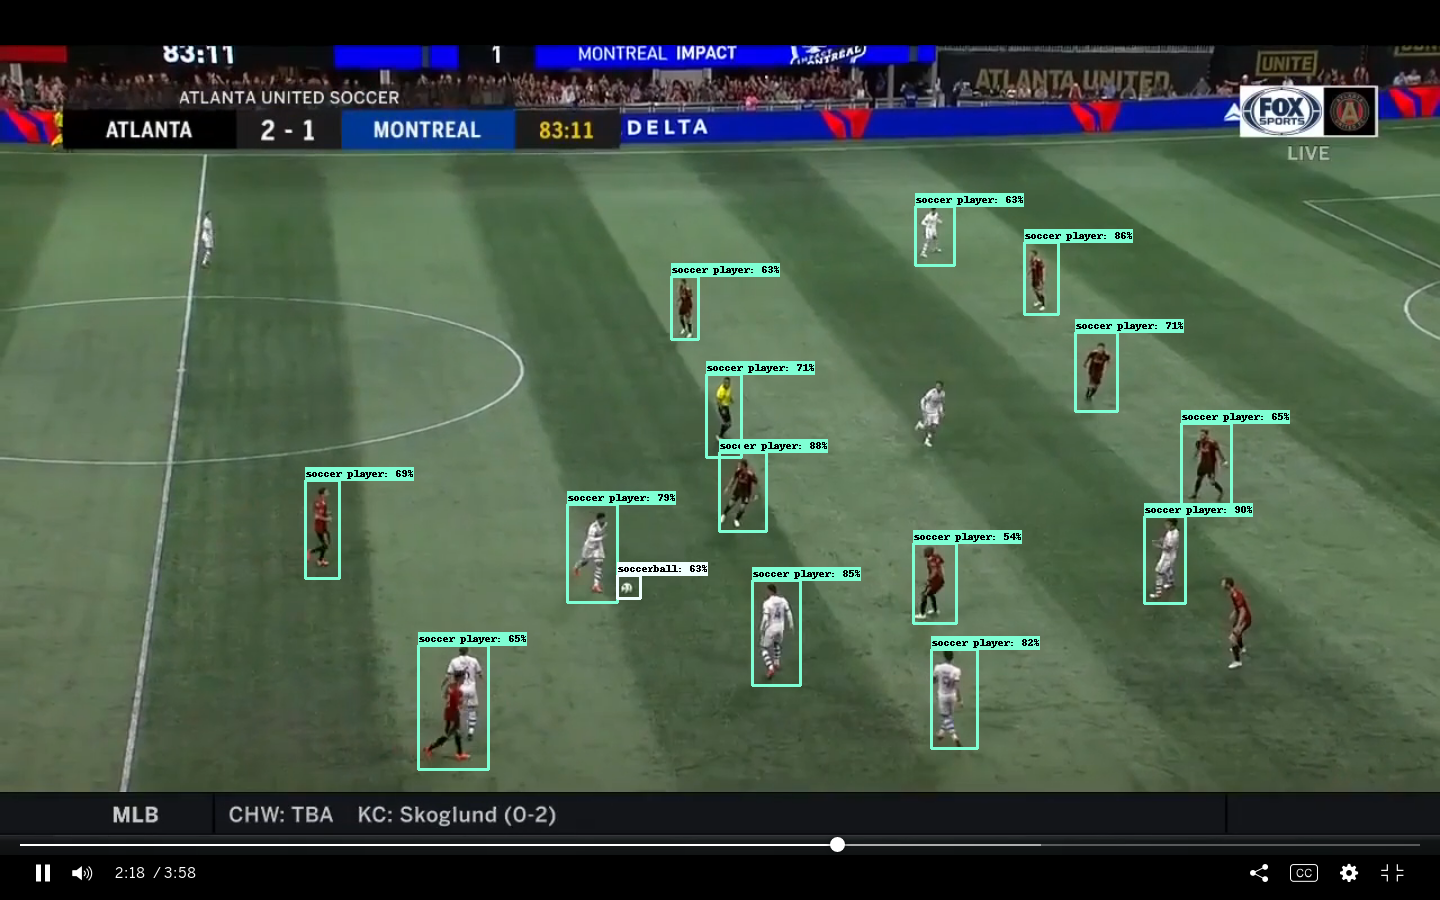 83:11
1
MONTREAL IMPACT
ATLANTA UNITED
UNITE
ATLANTA UNITED SOCCER
ATLANTA 2 - 1 MONTREAL 83:11
DELTA
FOX
SPORTS
LIVE
soccer player: 63%
soccer player: 86%
soccer player: 63%
soccer player: 71%
soccer player: 71%
soccer player: 65%
soccer player: 88%
soccer player: 69%
soccer player: 79%
soccer player: 90%
soccer player: 54%
soccerball: 63%
soccer player: 85%
soccer player: 65%
soccer player: 82%
MLB CHW: TBA KC: Skoglund (0-2)
2:18 / 3:58
CC